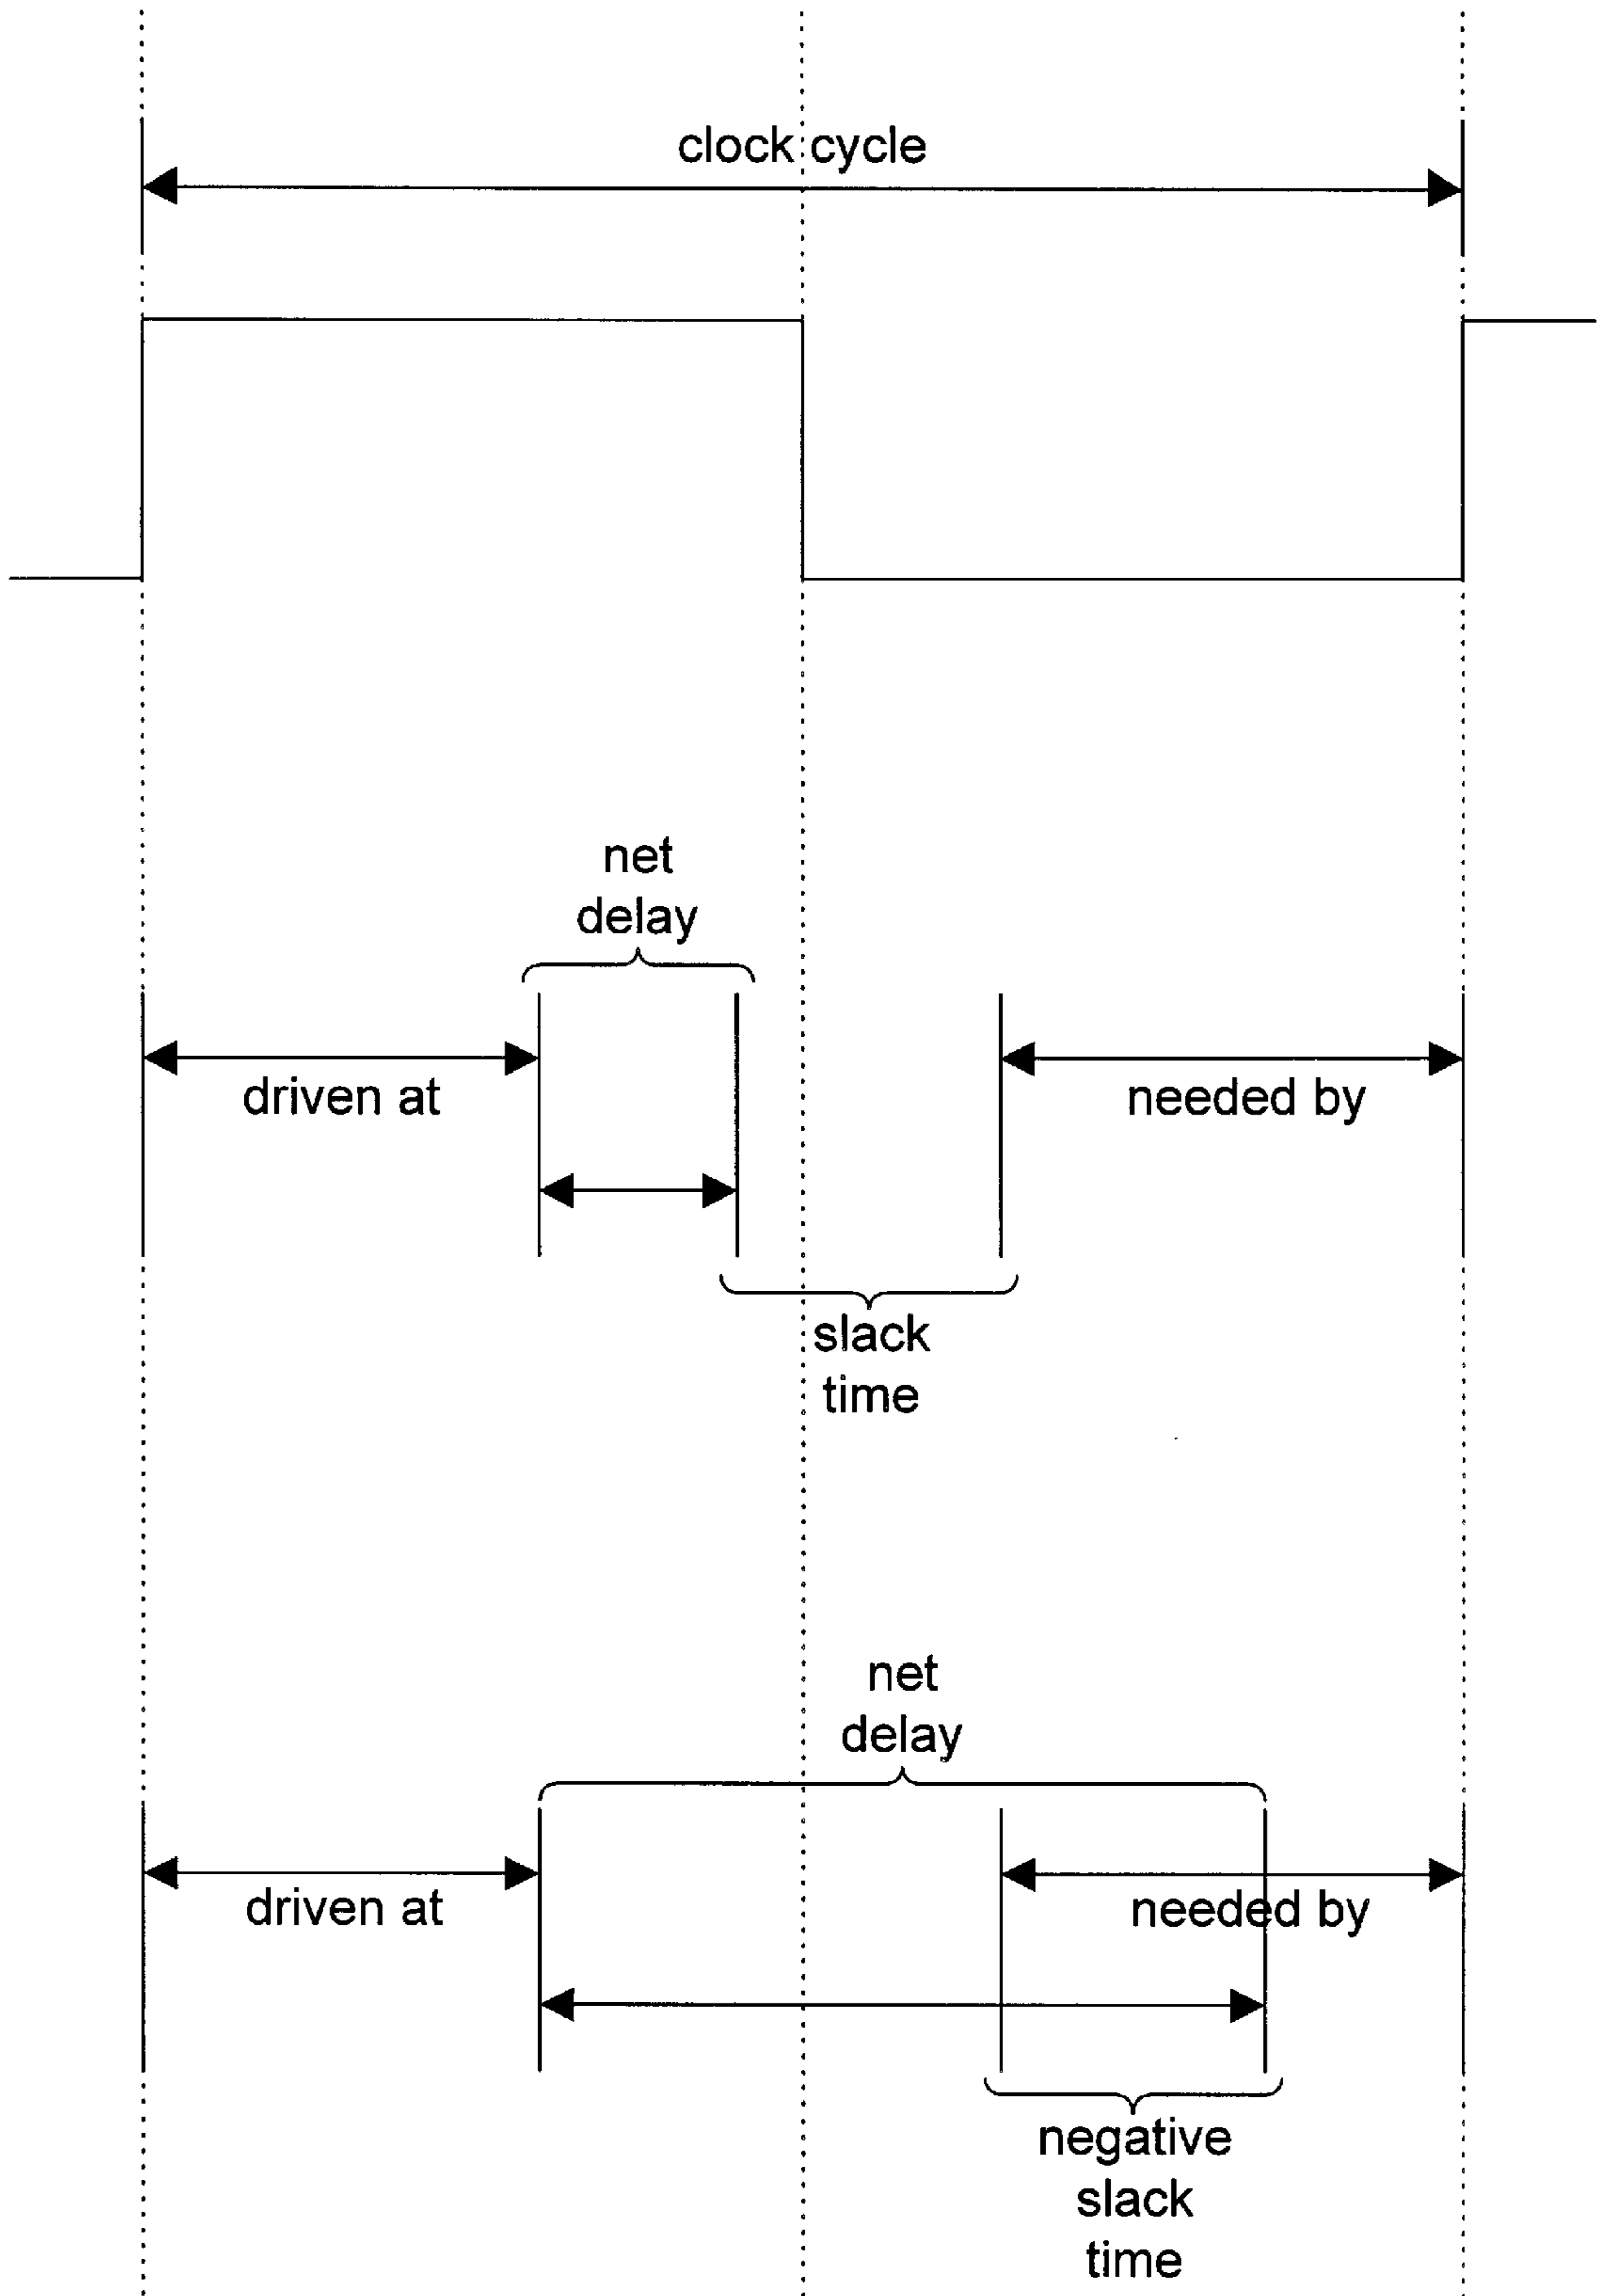 clock cycle
net
delay
driven at
needed by
slack
time
net
delay
driven at
needed by
negative
slack
time